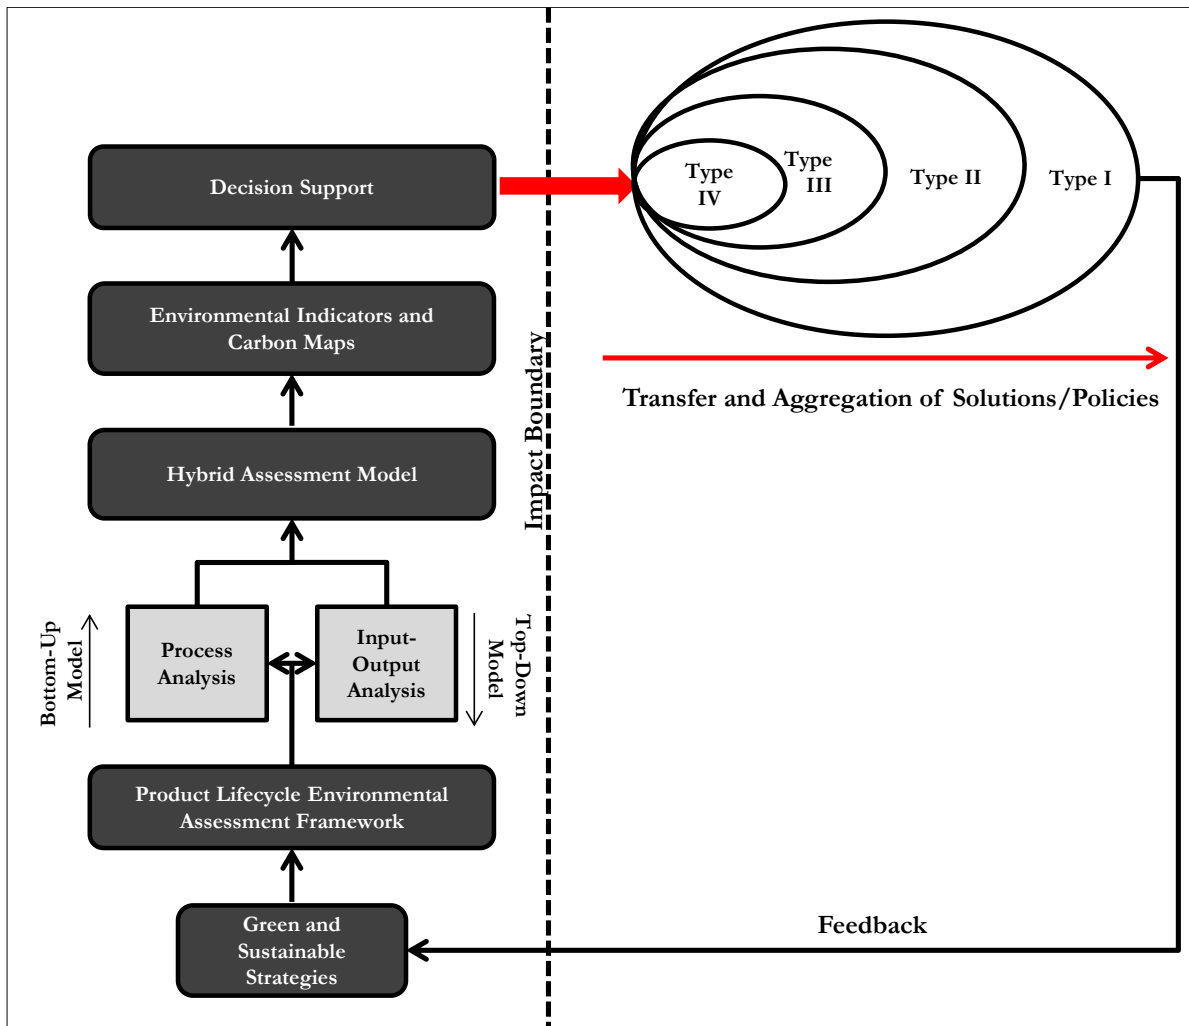 Decision Support
Environmental Indicators and
Carbon Maps
Hybrid Assessment Model
Bottom-Up
Model
Process
Analysis
Input-
Output
Analysis
Top-Down
Model
Product Lifecycle Environmental
Assessment Framework
Green and
Sustainable
Strategies
Impact Boundary
Type
IV
Type
III
Type II
Type I
Transfer and Aggregation of Solutions/Policies
Feedback